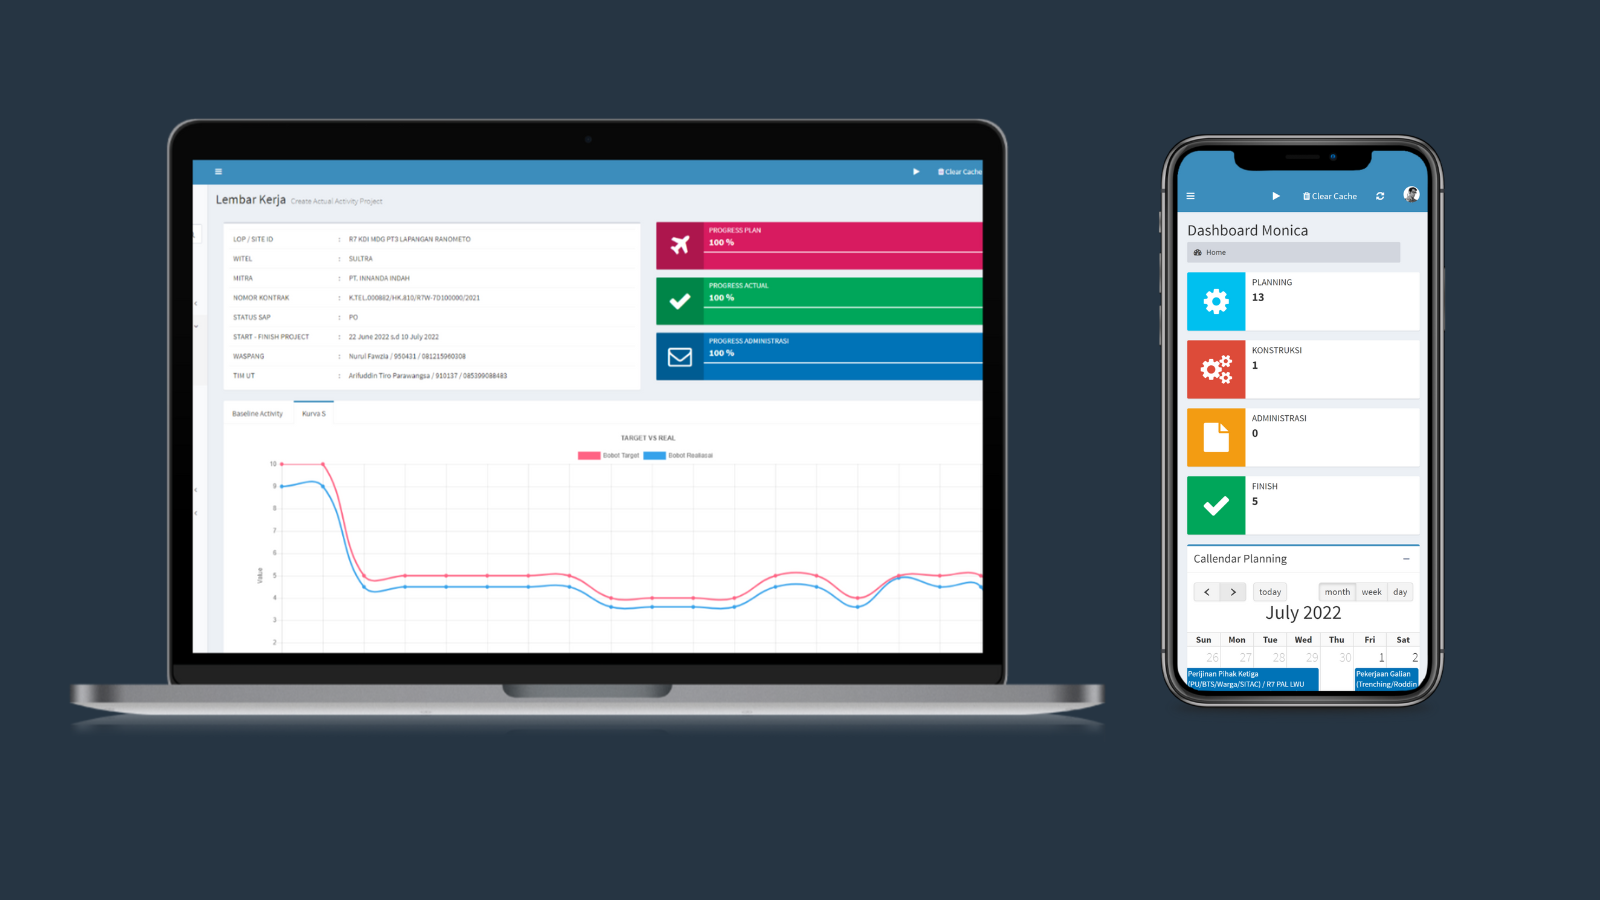 Clear Cache
Lembar Kerja Create Actual Activity Project
LOP / SITE ID : R7 KDI MDG PT3 LAPANGAN RANOMETO
WITEL : SULTRA
MITRA : PT. INNANDA INDAH
NOMOR KONTRAK : K.TEL.000882/HK.810/R7W-7D100000/2021
STATUS SAP : PO
START - FINISH PROJECT : 22 June 2022 s.d 10 July 2022
WASPANG : Nurul Fawzia / 950431 / 081215960308
TIM UT : Arifuddin Tiro Parawangsa / 910137 / 085399088483
PROGRESS PLAN
100 %
PROGRESS ACTUAL
100 %
PROGRESS ADMINISTRASI
100 %
Baseline Activity Kurva S
TARGET VS REAL
Bobot Target Bobot Realisasi
Value
10
9
8
7
6
5
4
3
2
Clear Cache
Dashboard Monica
Home
PLANNING
13
KONSTRUKSI
1
ADMINISTRASI
0
FINISH
5
Callendar Planning
today month week day
July 2022
Sun Mon Tue Wed Thu Fri Sat
26 27 28 29 30 1 2
Perijinan Pihak Ketiga
(PU/BTS/Warga/SITAC) / R7 PAL LWU
Pekerjaan Galian
(Trenching/Roddin